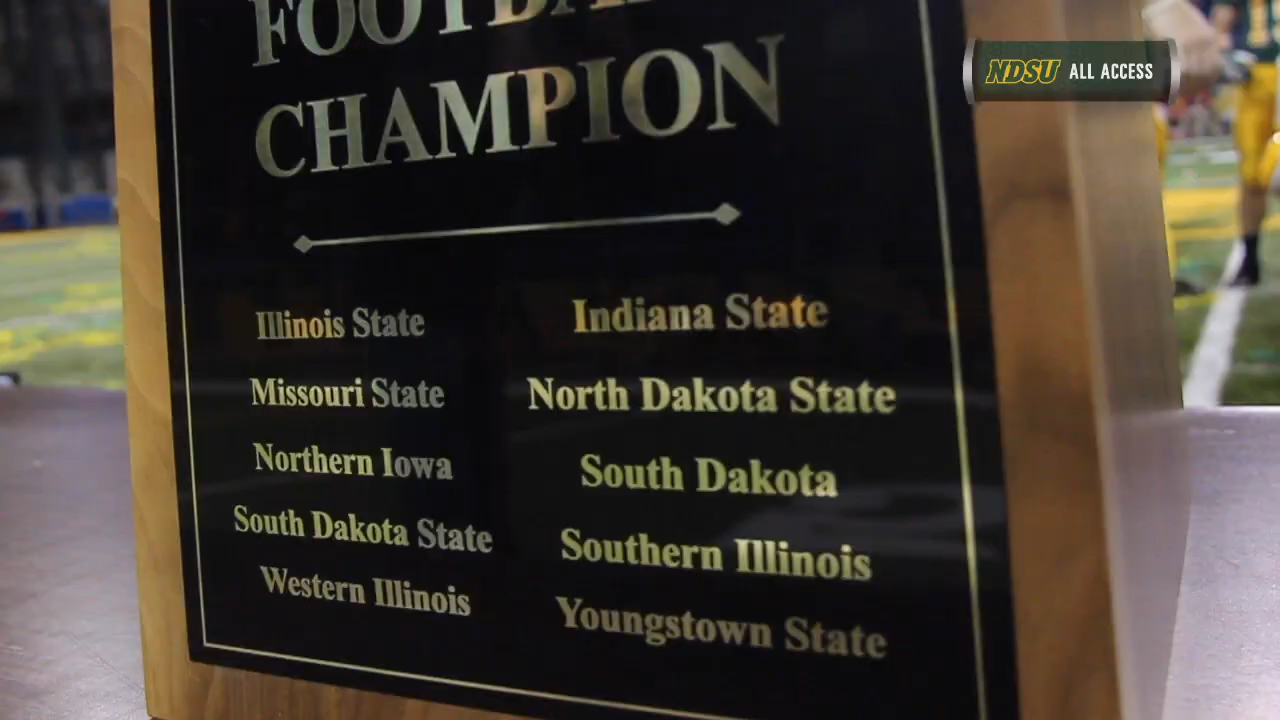 FOOTBALL
CHAMPION
Illinois State
Indiana State
Missouri State
North Dakota State
Northern Iowa
South Dakota
South Dakota State
Southern Illinois
Western Illinois
Youngstown State
NDSU ALL ACCESS